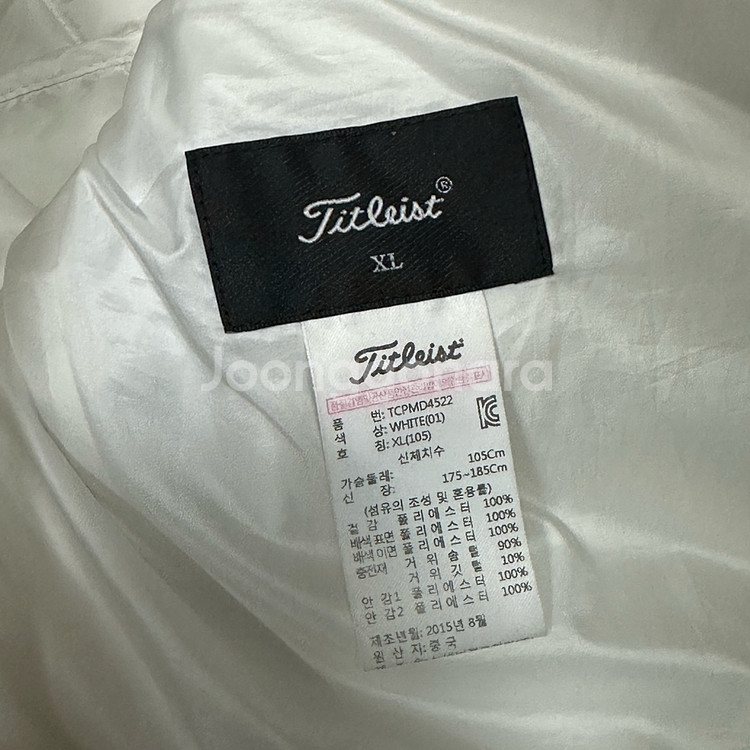 Titleist®
XL
Titleist
Joonggonara
품 번: TCPMD4522
색 상: WHITE(01)
호 칭: XL(105)
신체치수
가슴둘레: 105Cm
신 장: 175~185Cm
(섬유의 조성 및 혼용률)
겉 감 폴리에스터 100%
배색표면 폴리에스터 100%
배색이면 폴리에스터 100%
충전재 거위 솜털 90%
거위 깃털 10%
안 감1 폴리에스터 100%
안 감2 폴리에스터 100%
제조년월: 2015년 8월
원 산 지: 중 국